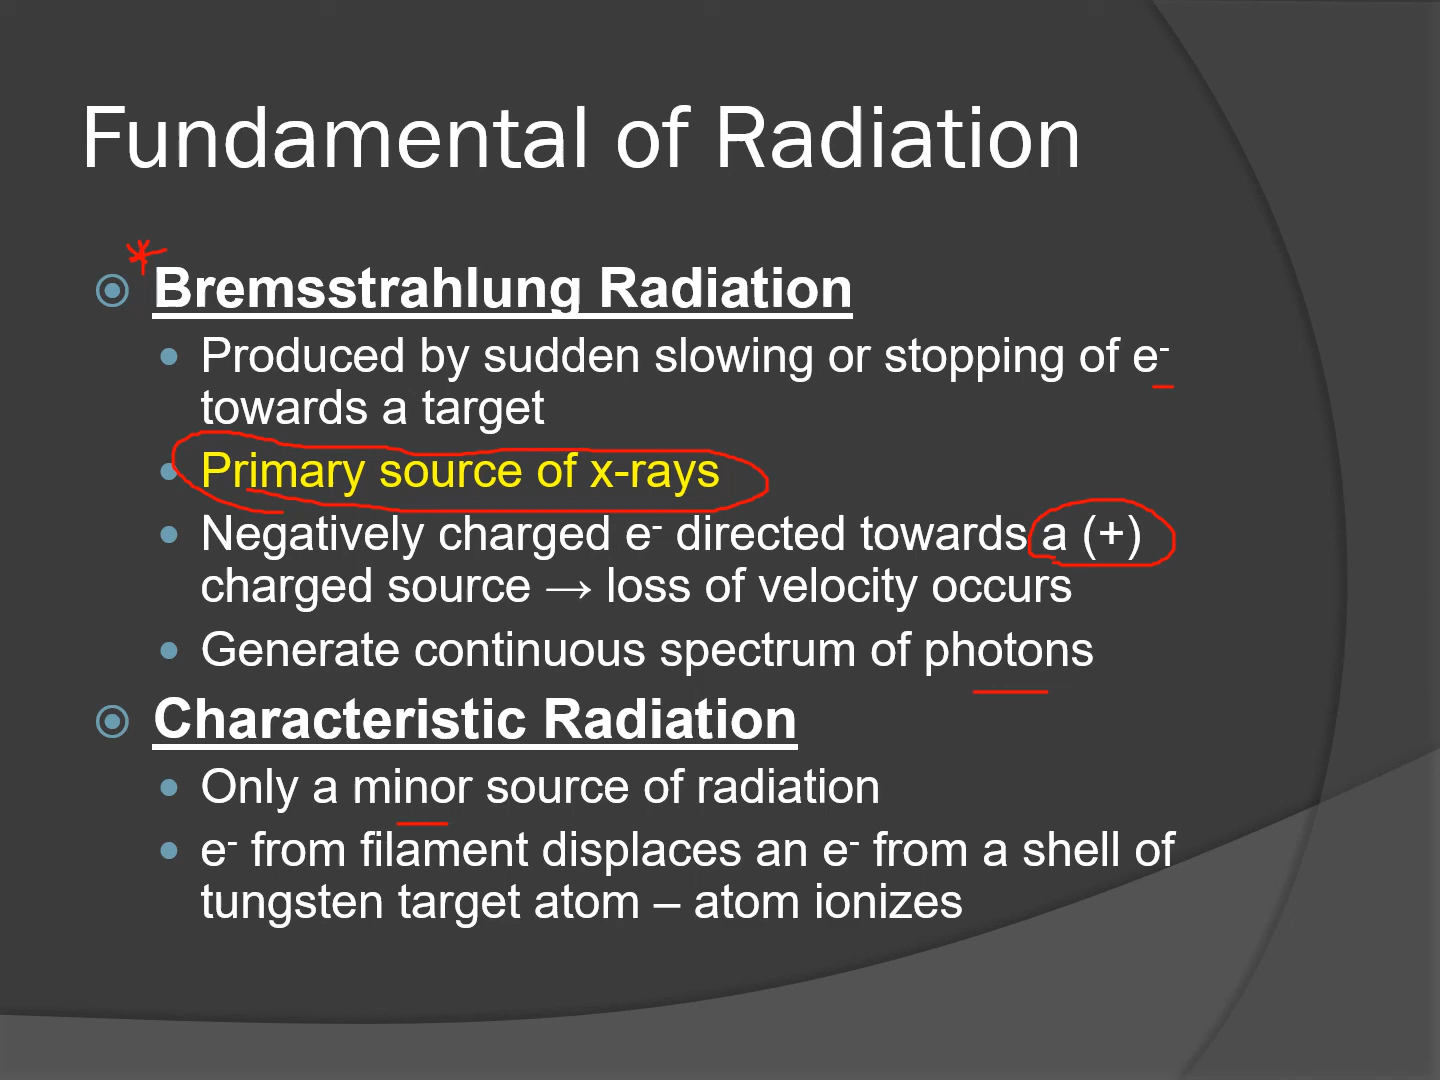 Fundamental of Radiation
Bremsstrahlung Radiation
Produced by sudden slowing or stopping of e-
towards a target
Primary source of x-rays
Negatively charged e- directed towards a (+)
charged source → loss of velocity occurs
Generate continuous spectrum of photons
Characteristic Radiation
Only a minor source of radiation
e- from filament displaces an e- from a shell of
tungsten target atom – atom ionizes